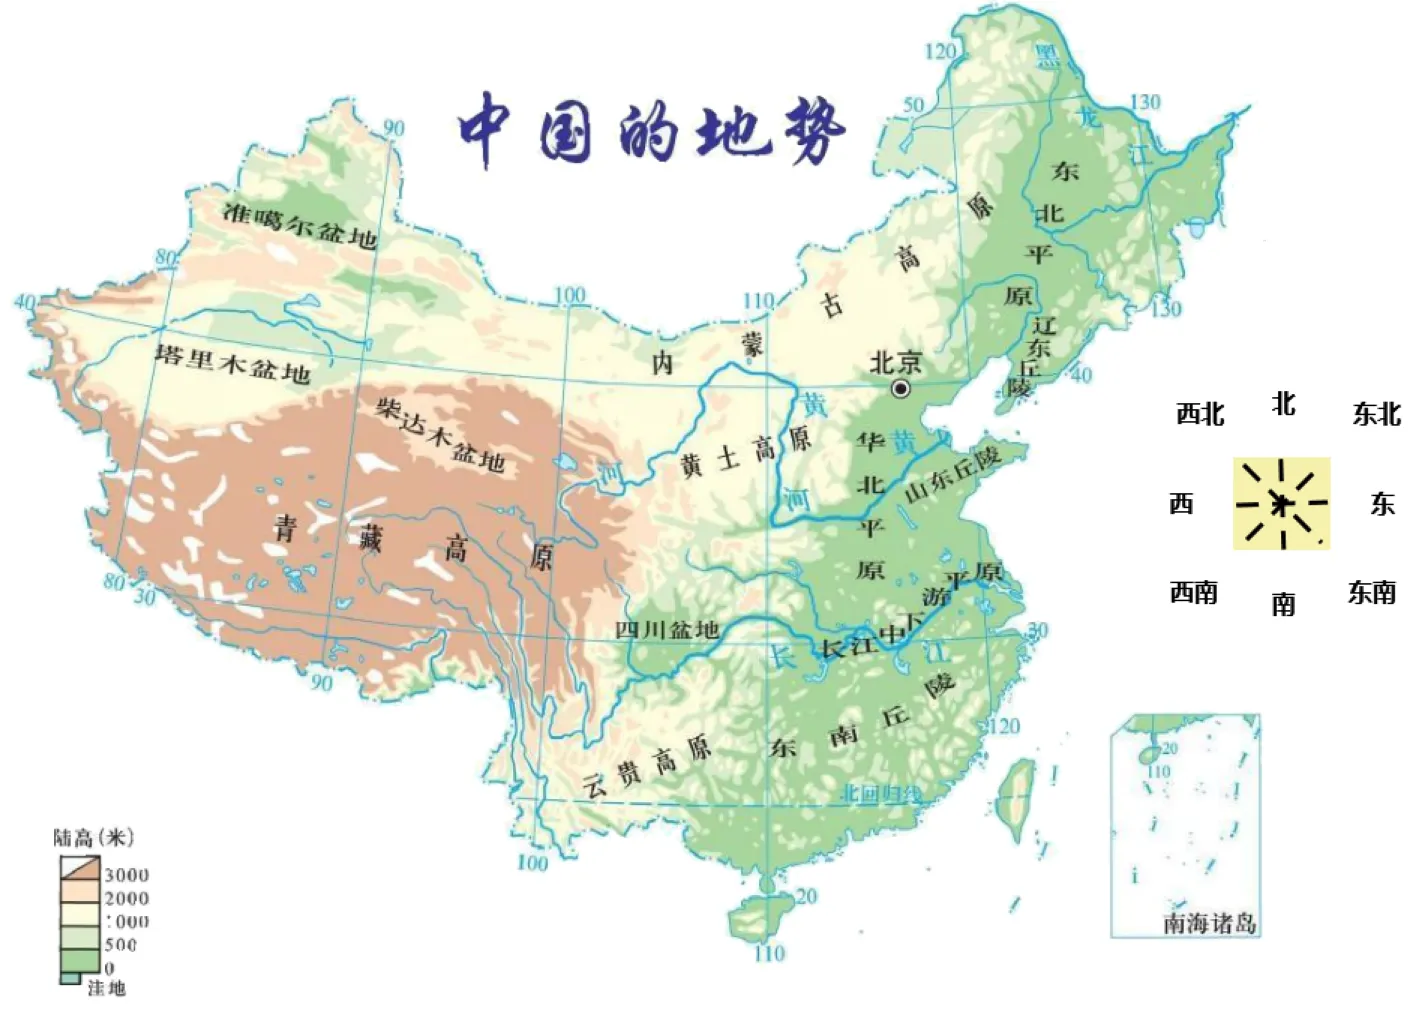 中国的地势
120
黑
50
130
龙
江
90
东
北
平
原
准噶尔盆地
80
40
100
110
内蒙古高原
130
辽东丘陵
塔里木盆地
北京
40
柴达木盆地
黄
河
黄土高原
华北平原
黄
河
山东丘陵
青藏高原
80
30
90
四川盆地
长
江
长江中下游平原
30
东南丘陵
120
云贵高原
北回归线
100
20
110
西北
北
东北
西
东
西南
南
东南
20
110
南海诸岛
陆高(米)
3000
2000
:000
500
0
洼地